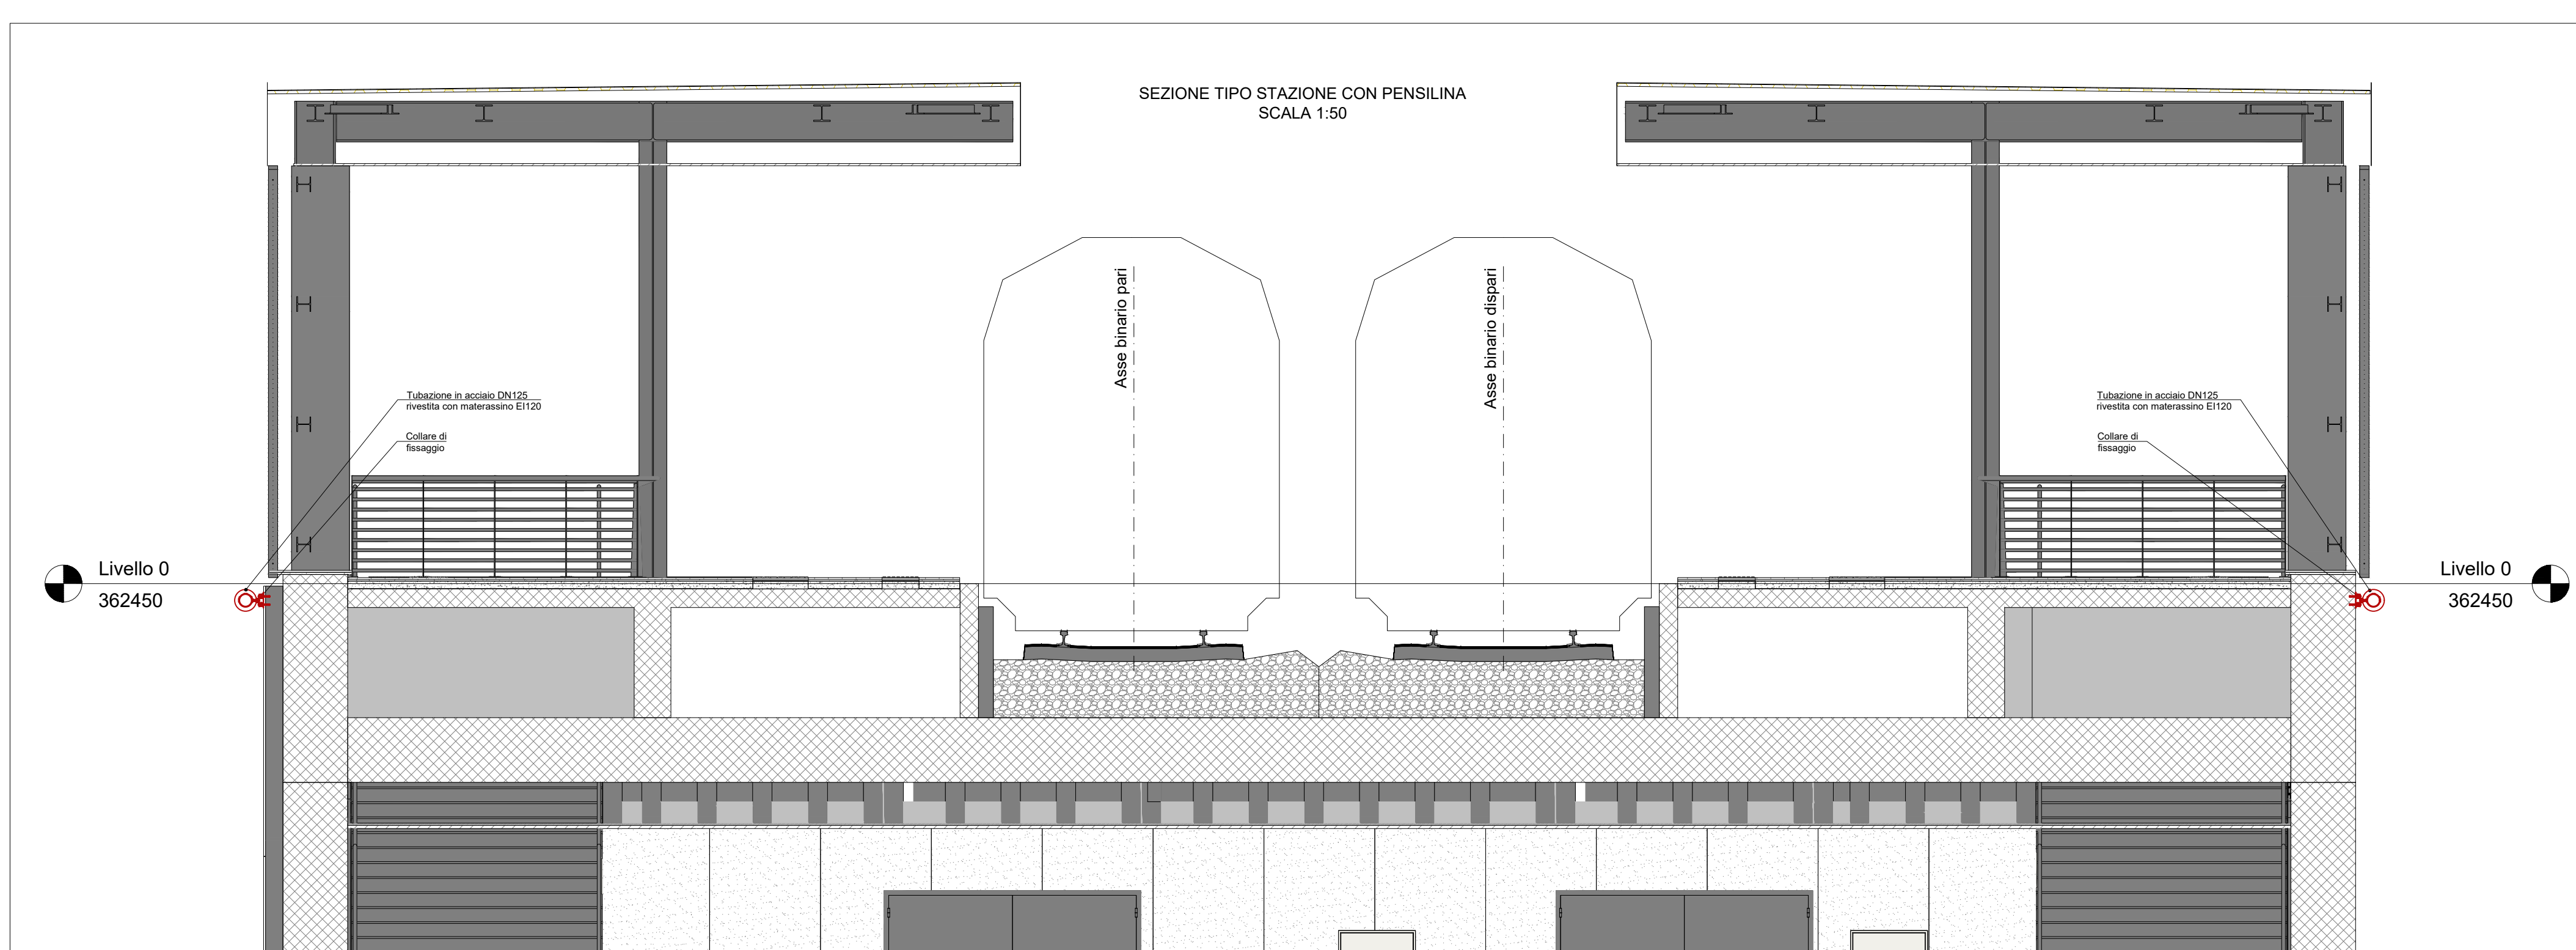 SEZIONE TIPO STAZIONE CON PENSILINA
SCALA 1:50
Asse binario pari
Asse binario dispari
Tubazione in acciaio DN125
rivestita con materassino EI120
Collare di
fissaggio
Tubazione in acciaio DN125
rivestita con materassino EI120
Collare di
fissaggio
Livello 0
362450
Livello 0
362450